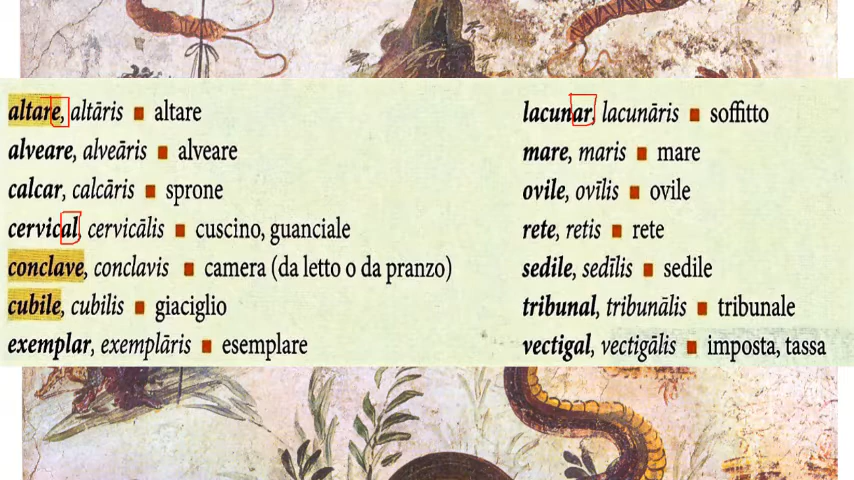 altare, altāris ■ altare
alveare, alveāris ■ alveare
calcar, calcāris ■ sprone
cervical, cervicālis ■ cuscino, guanciale
conclave, conclavis ■ camera (da letto o da pranzo)
cubile, cubilis ■ giaciglio
exemplar, exemplāris ■ esemplare
lacunar, lacunāris ■ soffitto
mare, maris ■ mare
ovile, ovīlis ■ ovile
rete, retis ■ rete
sedile, sedīlis ■ sedile
tribunal, tribunālis ■ tribunale
vectigal, vectigālis ■ imposta, tassa